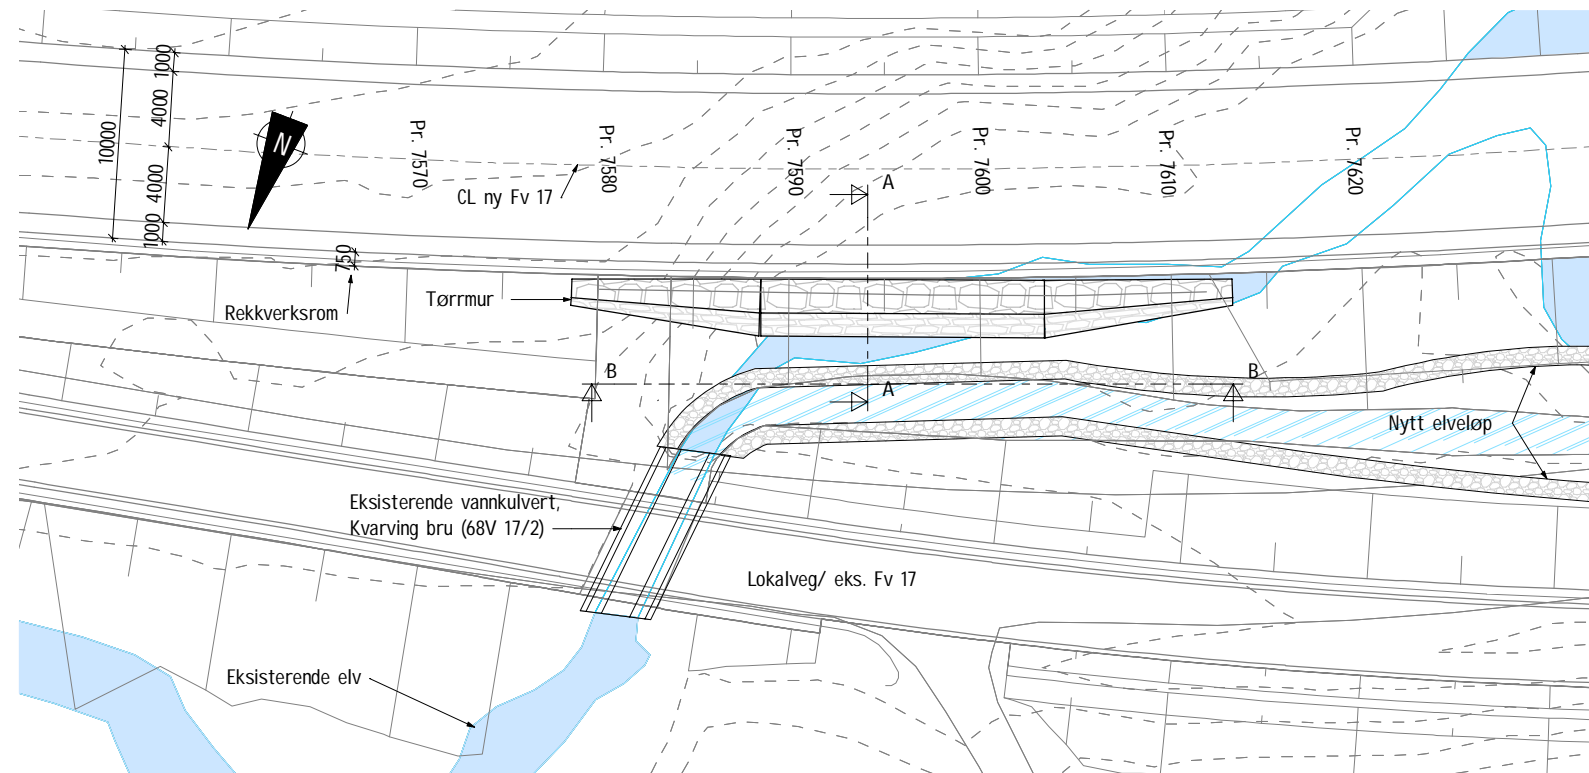 1000
4000
10000
4000
1000
750
N
Pr. 7570
Pr. 7580
Pr. 7590
Pr. 7600
Pr. 7610
Pr. 7620
CL ny Fv 17
A
Rekkverksrom
Tørrmur
B
B
A
Nytt elveløp
Eksisterende vannkulvert,
Kvarving bru (68V 17/2)
Lokalveg/ eks. Fv 17
Eksisterende elv